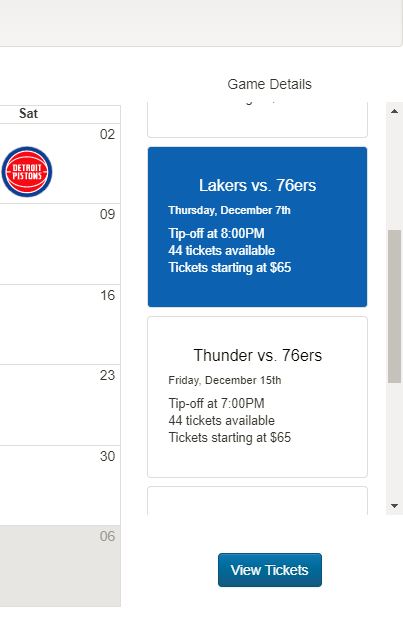 Game Details
Sat
02
DETROIT
PISTONS
09
16
23
30
06
Lakers vs. 76ers
Thursday, December 7th
Tip-off at 8:00PM
44 tickets available
Tickets starting at $65
Thunder vs. 76ers
Friday, December 15th
Tip-off at 7:00PM
44 tickets available
Tickets starting at $65
View Tickets